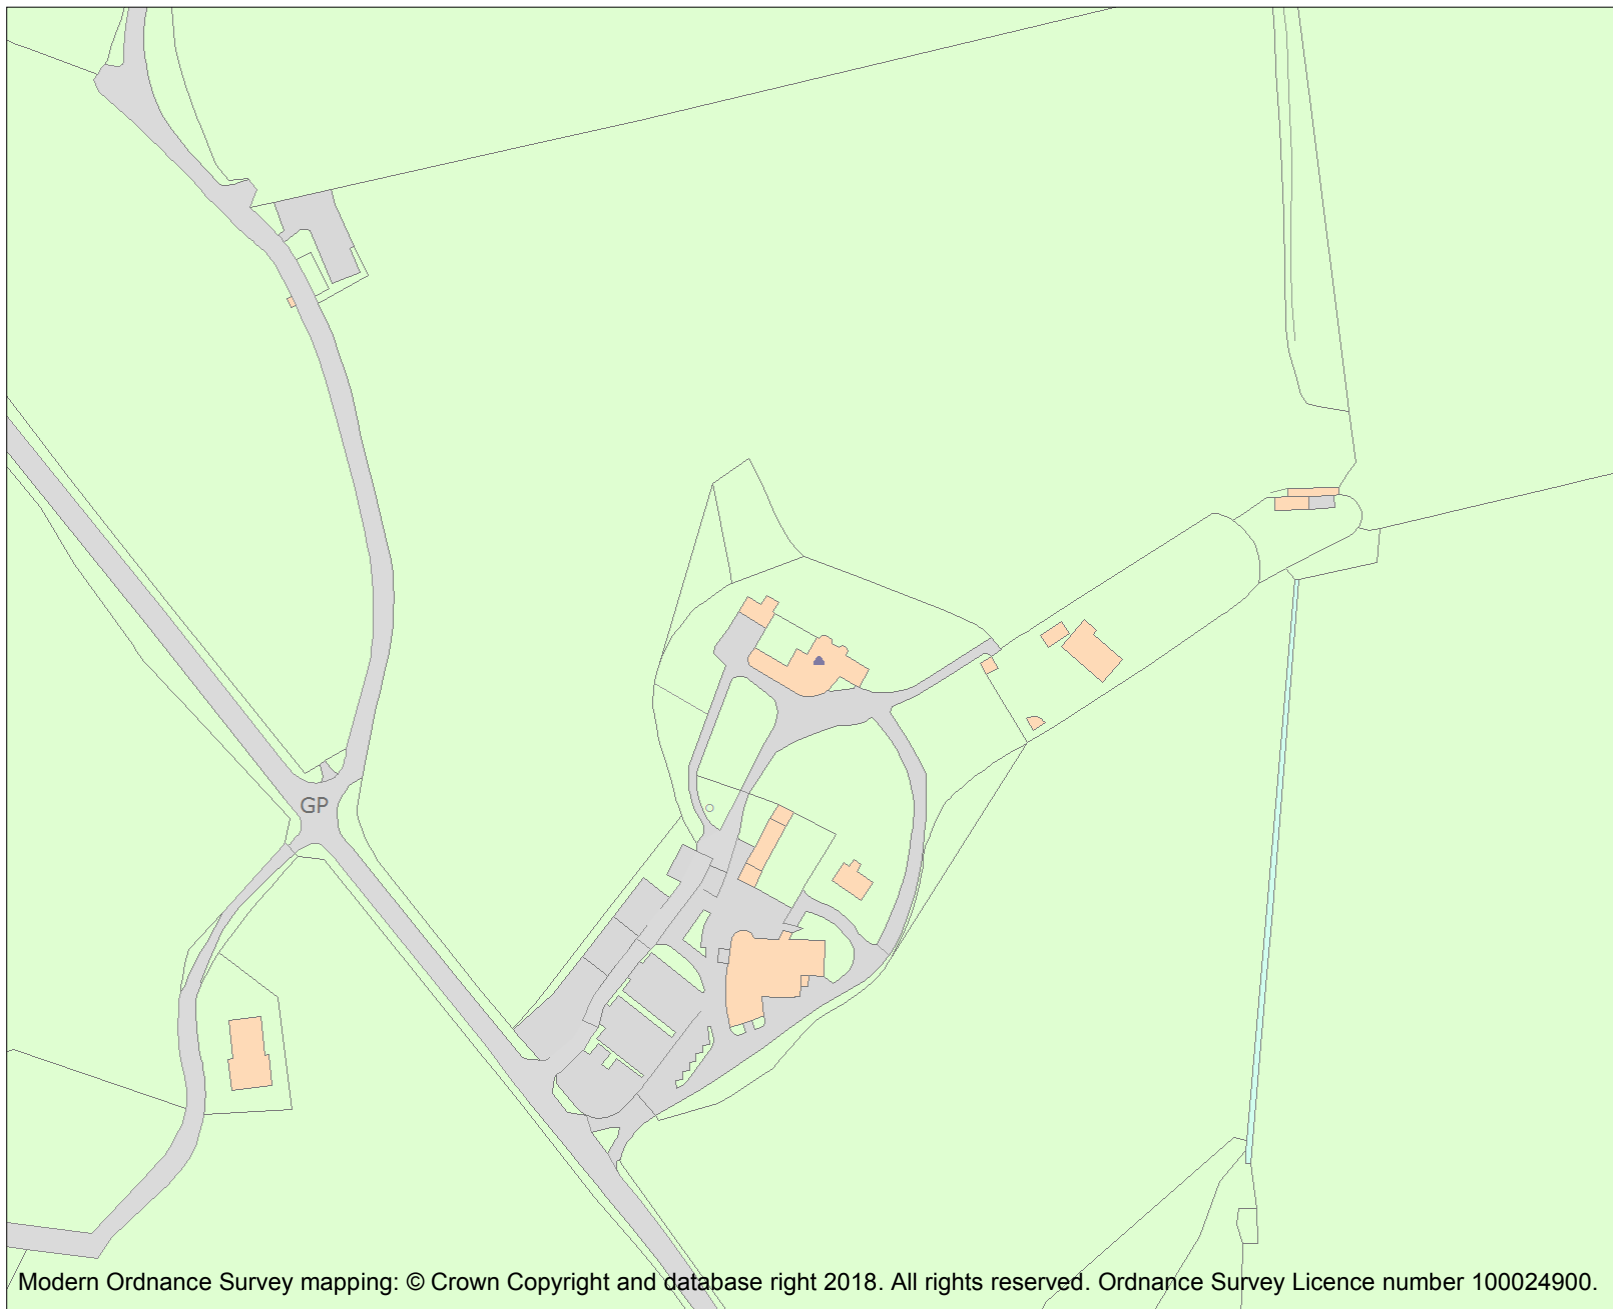 GP
Modern Ordnance Survey mapping: © Crown Copyright and database right 2018. All rights reserved. Ordnance Survey Licence number 100024900.